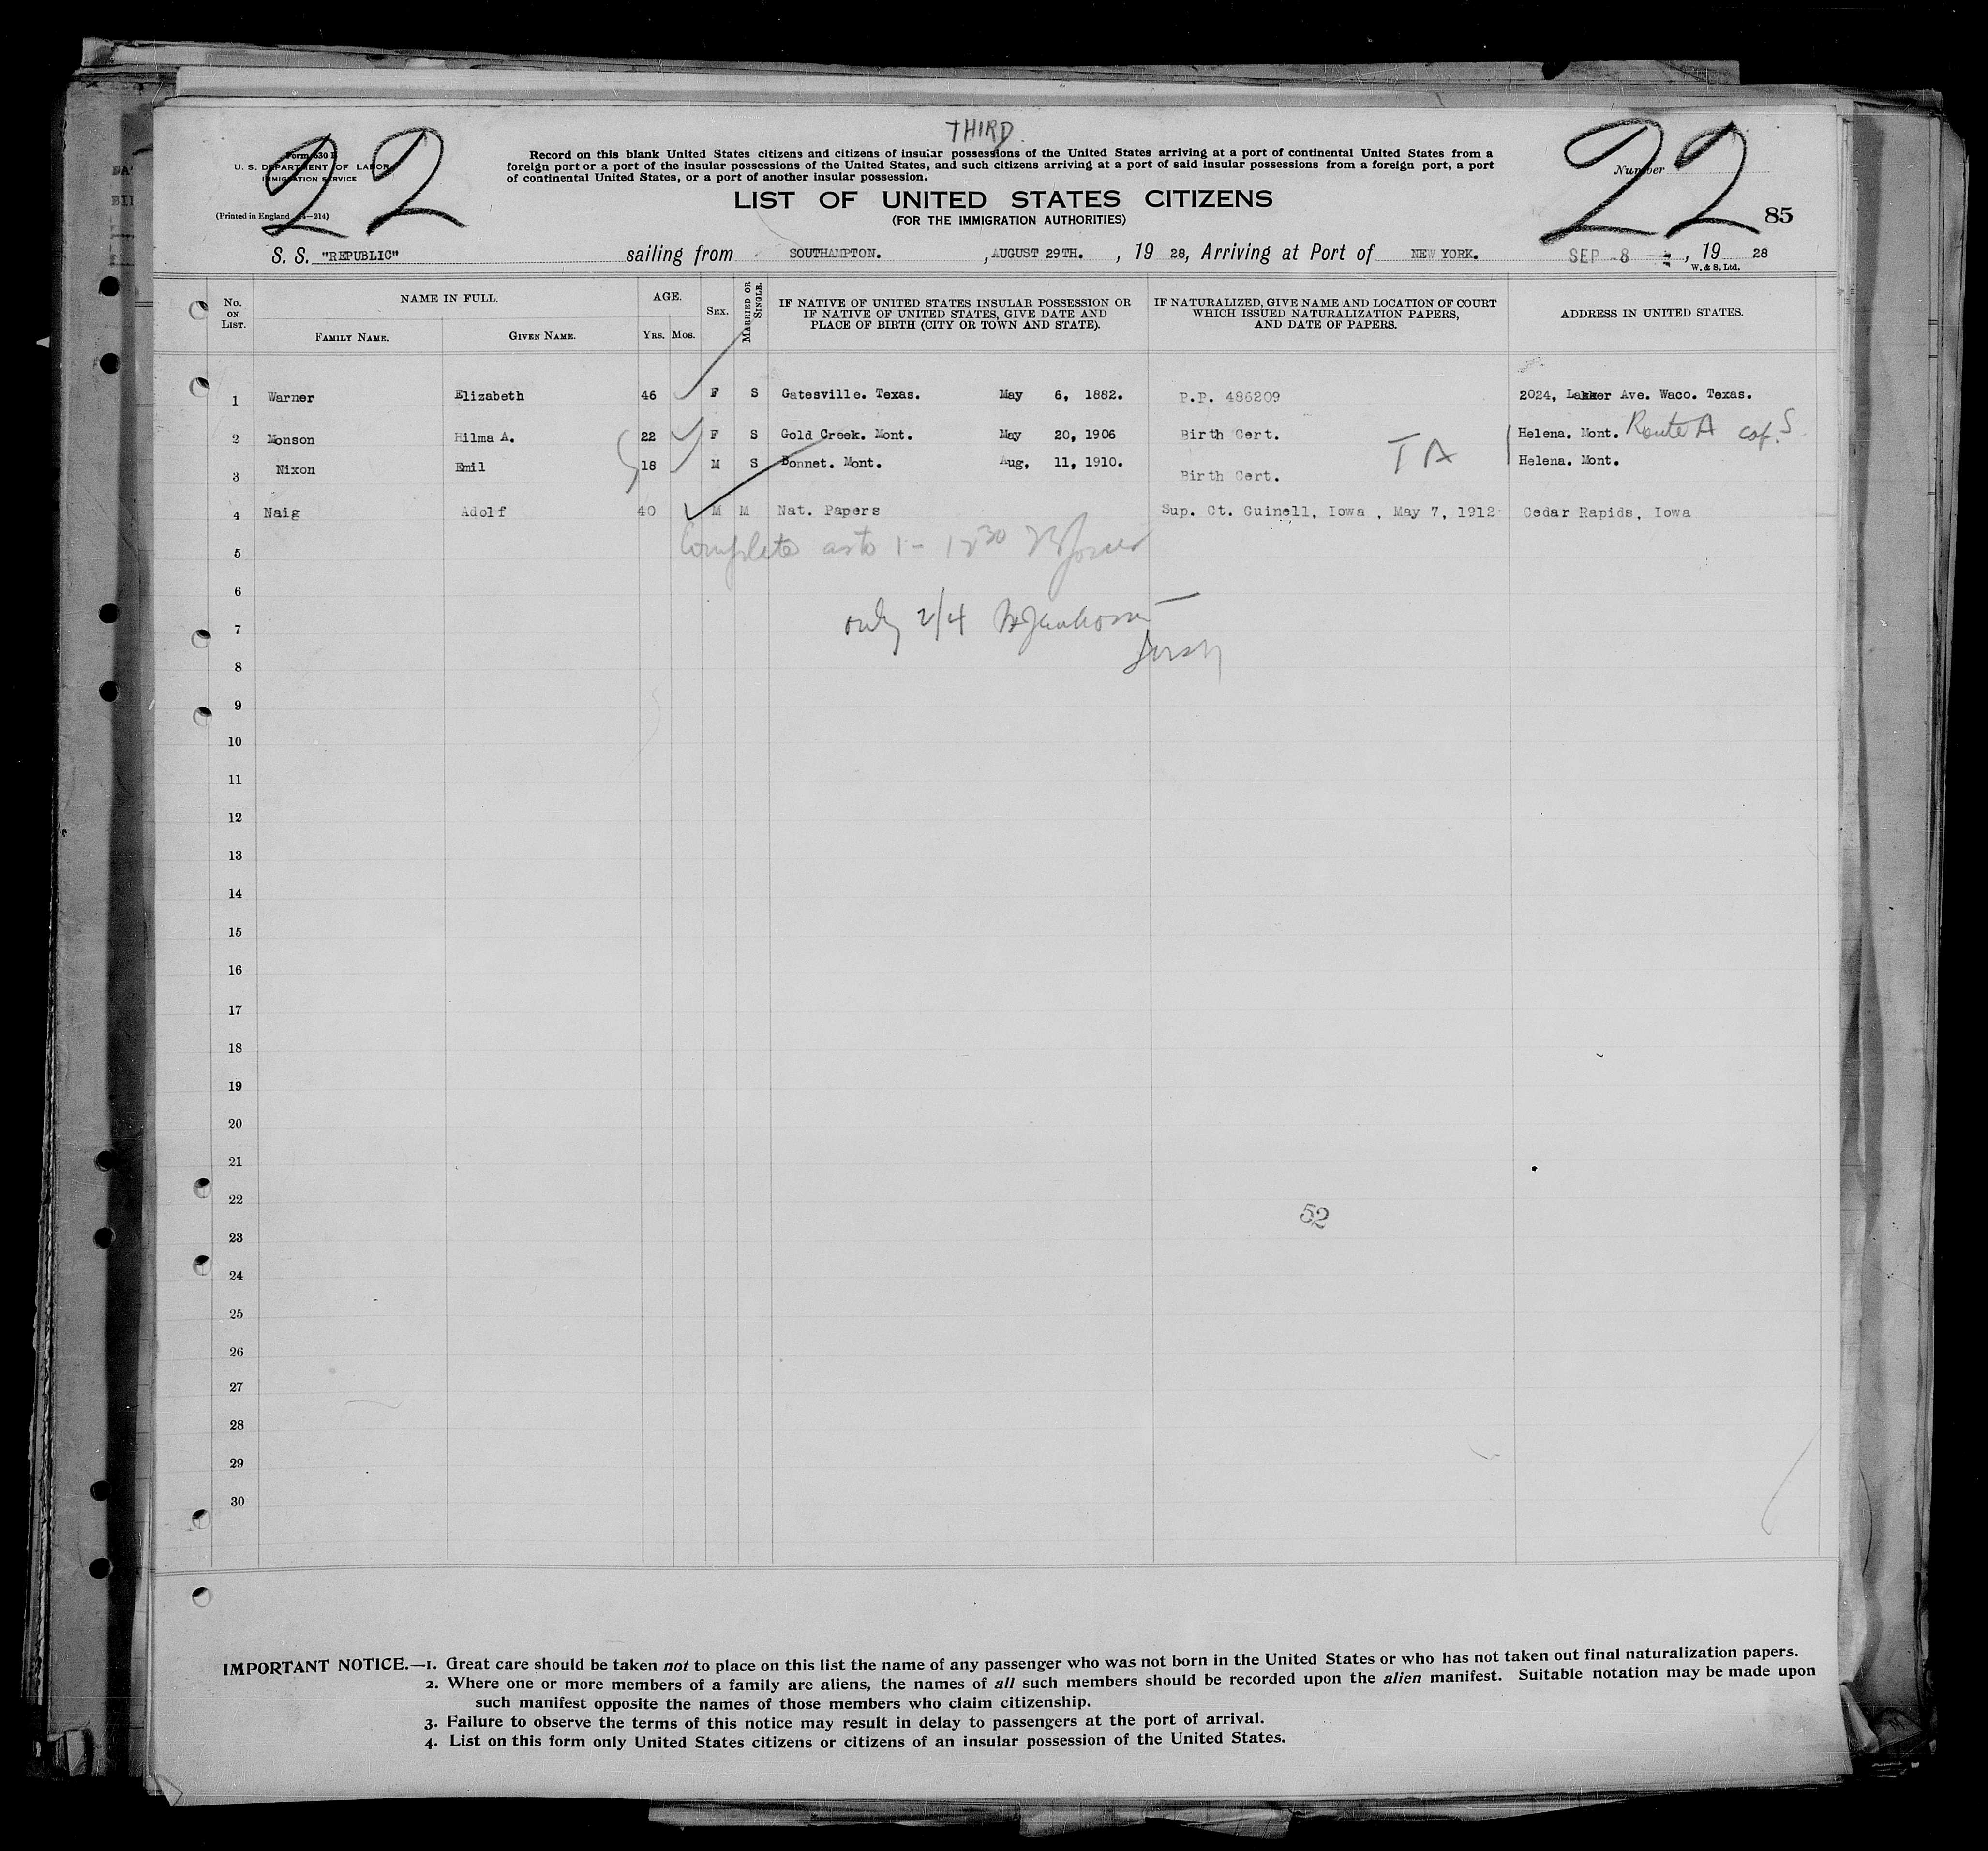 THIRD
22
22
Form 630 D
U. S. DEPARTMENT OF LABOR
IMMIGRATION SERVICE
(Printed in England
Record on this blank United States citizens and citizens of insular possessions of the United States arriving at a port of continental United States from a
foreign port or a port of the insular possessions of the United States, and such citizens arriving at a port of said insular possessions from a foreign port, a port
of continental United States, or a port of another insular possession.
Number
85
LIST OF UNITED STATES CITIZENS
(FOR THE IMMIGRATION AUTHORITIES)
S. S. "REPUBLIC" sailing from SOUTHAMPTON. , AUGUST 29TH. , 19 28, Arriving at Port of NEW YORK. SEP 8 , 19 28
W. & S. Ltd.
No. ON LIST. NAME IN FULL. AGE. SEX. MARRIED OR SINGLE. IF NATIVE OF UNITED STATES INSULAR POSSESSION OR IF NATIVE OF UNITED STATES, GIVE DATE AND PLACE OF BIRTH (CITY OR TOWN AND STATE). IF NATURALIZED, GIVE NAME AND LOCATION OF COURT WHICH ISSUED NATURALIZATION PAPERS, AND DATE OF PAPERS. ADDRESS IN UNITED STATES.
FAMILY NAME. GIVEN NAME. YRS. MOS.
1 Warner Elizabeth 46 F S Gatesville. Texas. May 6, 1882. P.P. 486209 2024, Ave. Waco. Texas.
2 Monson Hilma A. 22 F S Gold Creek. Mont. May 20, 1906 Birth Cert. TA Helena. Mont. Route A
3 Nixon Emil 18 M S Bonnet. Mont. Aug, 11, 1910. Birth Cert. Helena. Mont.
4 Naig Adolf 40 M M Nat. Papers Sup. Ct. Guinell, Iowa , May 7, 1912 Cedar Rapids, Iowa
Complete as to 1 -
5
6
only 2/4
7
8
9
10
11
12
13
14
15
16
17
18
19
20
21
22
52
23
24
25
26
27
28
29
30
IMPORTANT NOTICE.—1. Great care should be taken not to place on this list the name of any passenger who was not born in the United States or who has not taken out final naturalization papers.
2. Where one or more members of a family are aliens, the names of all such members should be recorded upon the alien manifest. Suitable notation may be made upon
such manifest opposite the names of those members who claim citizenship.
3. Failure to observe the terms of this notice may result in delay to passengers at the port of arrival.
4. List on this form only United States citizens or citizens of an insular possession of the United States.